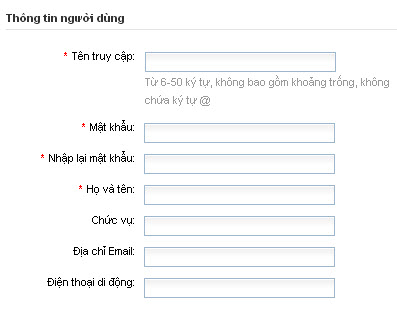 Thông tin người dùng
* Tên truy cập:
Từ 6-50 ký tự, không bao gồm khoảng trống, không
chứa ký tự @
* Mật khẩu:
* Nhập lại mật khẩu:
* Họ và tên:
Chức vụ:
Địa chỉ Email:
Điện thoại di động: